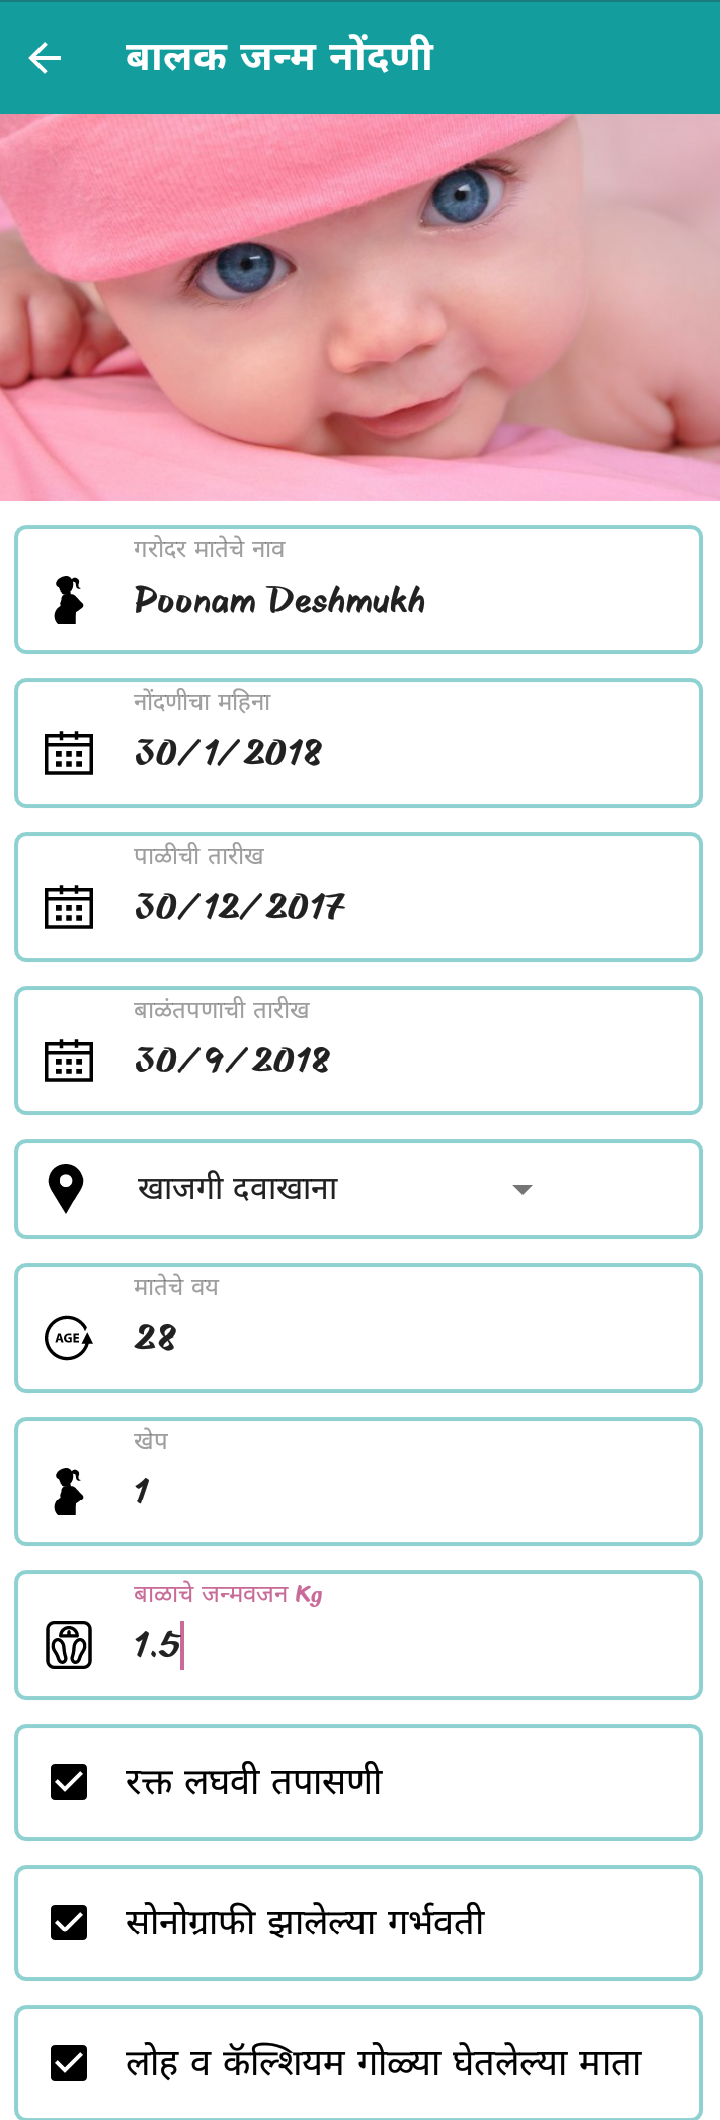 बालक जन्म नोंदणी
गरोदर मातेचे नाव
Poonam Deshmukh
नोंदणीचा महिना
30/1/2018
पाळीची तारीख
30/12/2017
बाळंतपणाची तारीख
30/9/2018
खाजगी दवाखाना
मातेचे वय
AGE
28
खेप
1
बाळाचे जन्मवजन Kg
1.5
रक्त लघवी तपासणी
सोनोग्राफी झालेल्या गर्भवती
लोह व कॅल्शियम गोळ्या घेतलेल्या माता